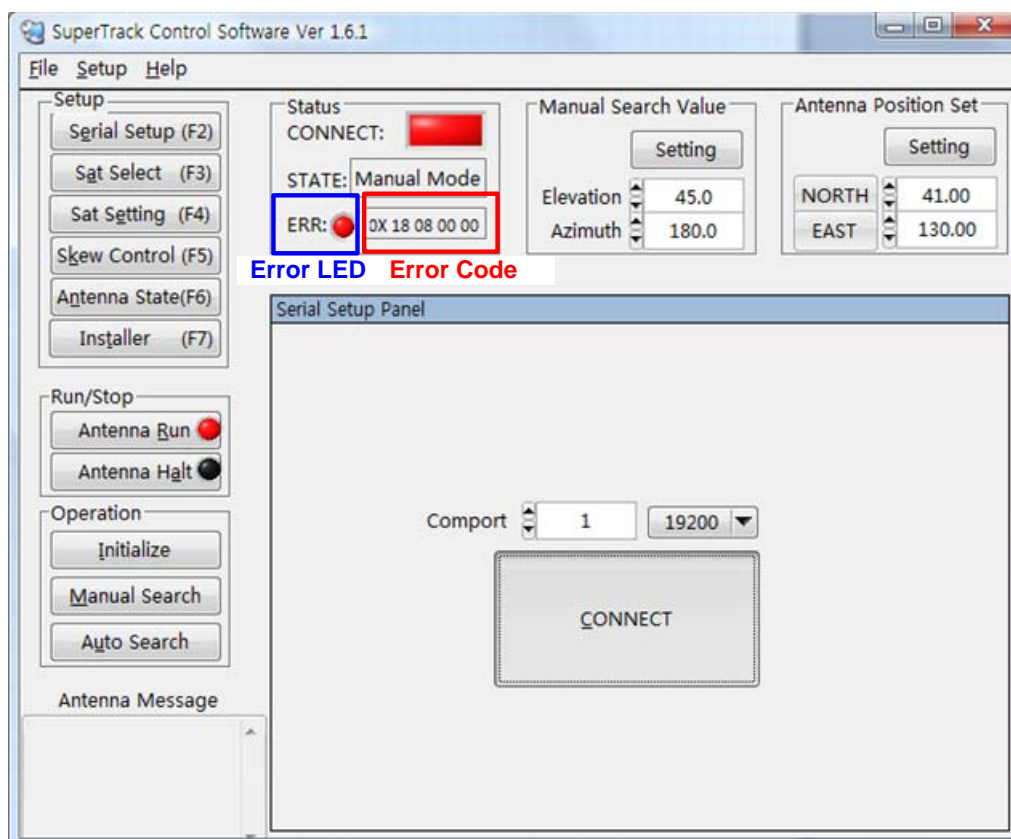 SuperTrack Control Software Ver 1.6.1
File Setup Help
Setup
Serial Setup (F2)
Sat Select (F3)
Sat Setting (F4)
Skew Control (F5)
Antenna State(F6)
Installer (F7)
Status
CONNECT:
STATE: Manual Mode
ERR: 0X 18 08 00 00
Error LED Error Code
Manual Search Value
Setting
Elevation 45.0
Azimuth 180.0
Antenna Position Set
Setting
NORTH 41.00
EAST 130.00
Run/Stop
Antenna Run
Antenna Halt
Operation
Initialize
Manual Search
Auto Search
Antenna Message
Serial Setup Panel
Comport 1 19200
CONNECT